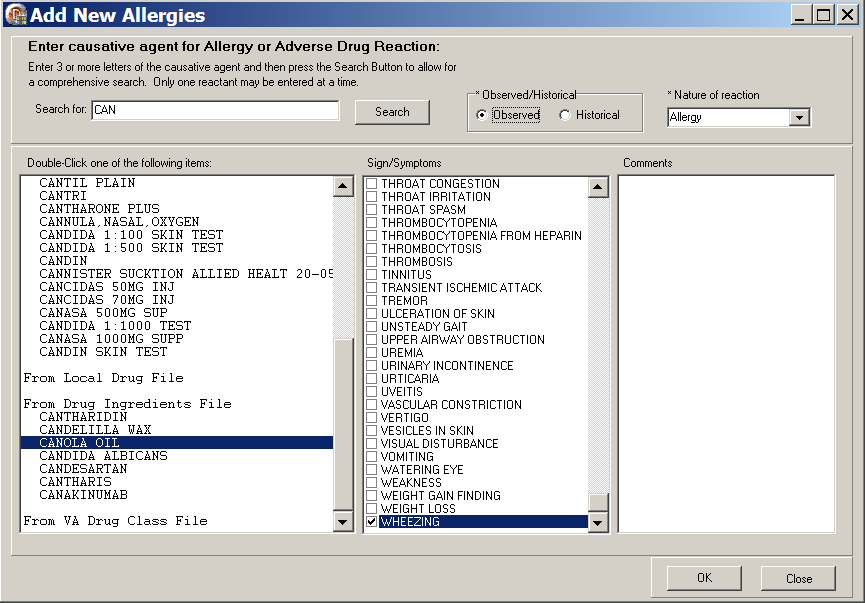 Add New Allergies
Enter causative agent for Allergy or Adverse Drug Reaction:
Enter 3 or more letters of the causative agent and then press the Search Button to allow for
a comprehensive search. Only one reactant may be entered at a time.
Search for: CAN
Search
* Observed/Historical
Observed
Historical
* Nature of reaction
Allergy
Double-Click one of the following items:
CANTIL PLAIN
CANTRI
CANTHARONE PLUS
CANNULA,NASAL,OXYGEN
CANDIDA 1:100 SKIN TEST
CANDIDA 1:500 SKIN TEST
CANDIN
CANNISTER SUCKTION ALLIED HEALT 20-05
CANCIDAS 50MG INJ
CANCIDAS 70MG INJ
CANASA 500MG SUP
CANDIDA 1:1000 TEST
CANASA 1000MG SUPP
CANDIN SKIN TEST
From Local Drug File
From Drug Ingredients File
CANTHARIDIN
CANDELILLA WAX
CANOLA OIL
CANDIDA ALBICANS
CANDESARTAN
CANTHARIS
CANAKINUMAB
From VA Drug Class File
Sign/Symptoms
THROAT CONGESTION
THROAT IRRITATION
THROAT SPASM
THROMBOCYTOPENIA
THROMBOCYTOPENIA FROM HEPARIN
THROMBOCYTOSIS
THROMBOSIS
TINNITUS
TRANSIENT ISCHEMIC ATTACK
TREMOR
ULCERATION OF SKIN
UNSTEADY GAIT
UPPER AIRWAY OBSTRUCTION
UREMIA
URINARY INCONTINENCE
URTICARIA
UVEITIS
VASCULAR CONSTRICTION
VERTIGO
VESICLES IN SKIN
VISUAL DISTURBANCE
VOMITING
WATERING EYE
WEAKNESS
WEIGHT GAIN FINDING
WEIGHT LOSS
WHEEZING
Comments
OK
Close